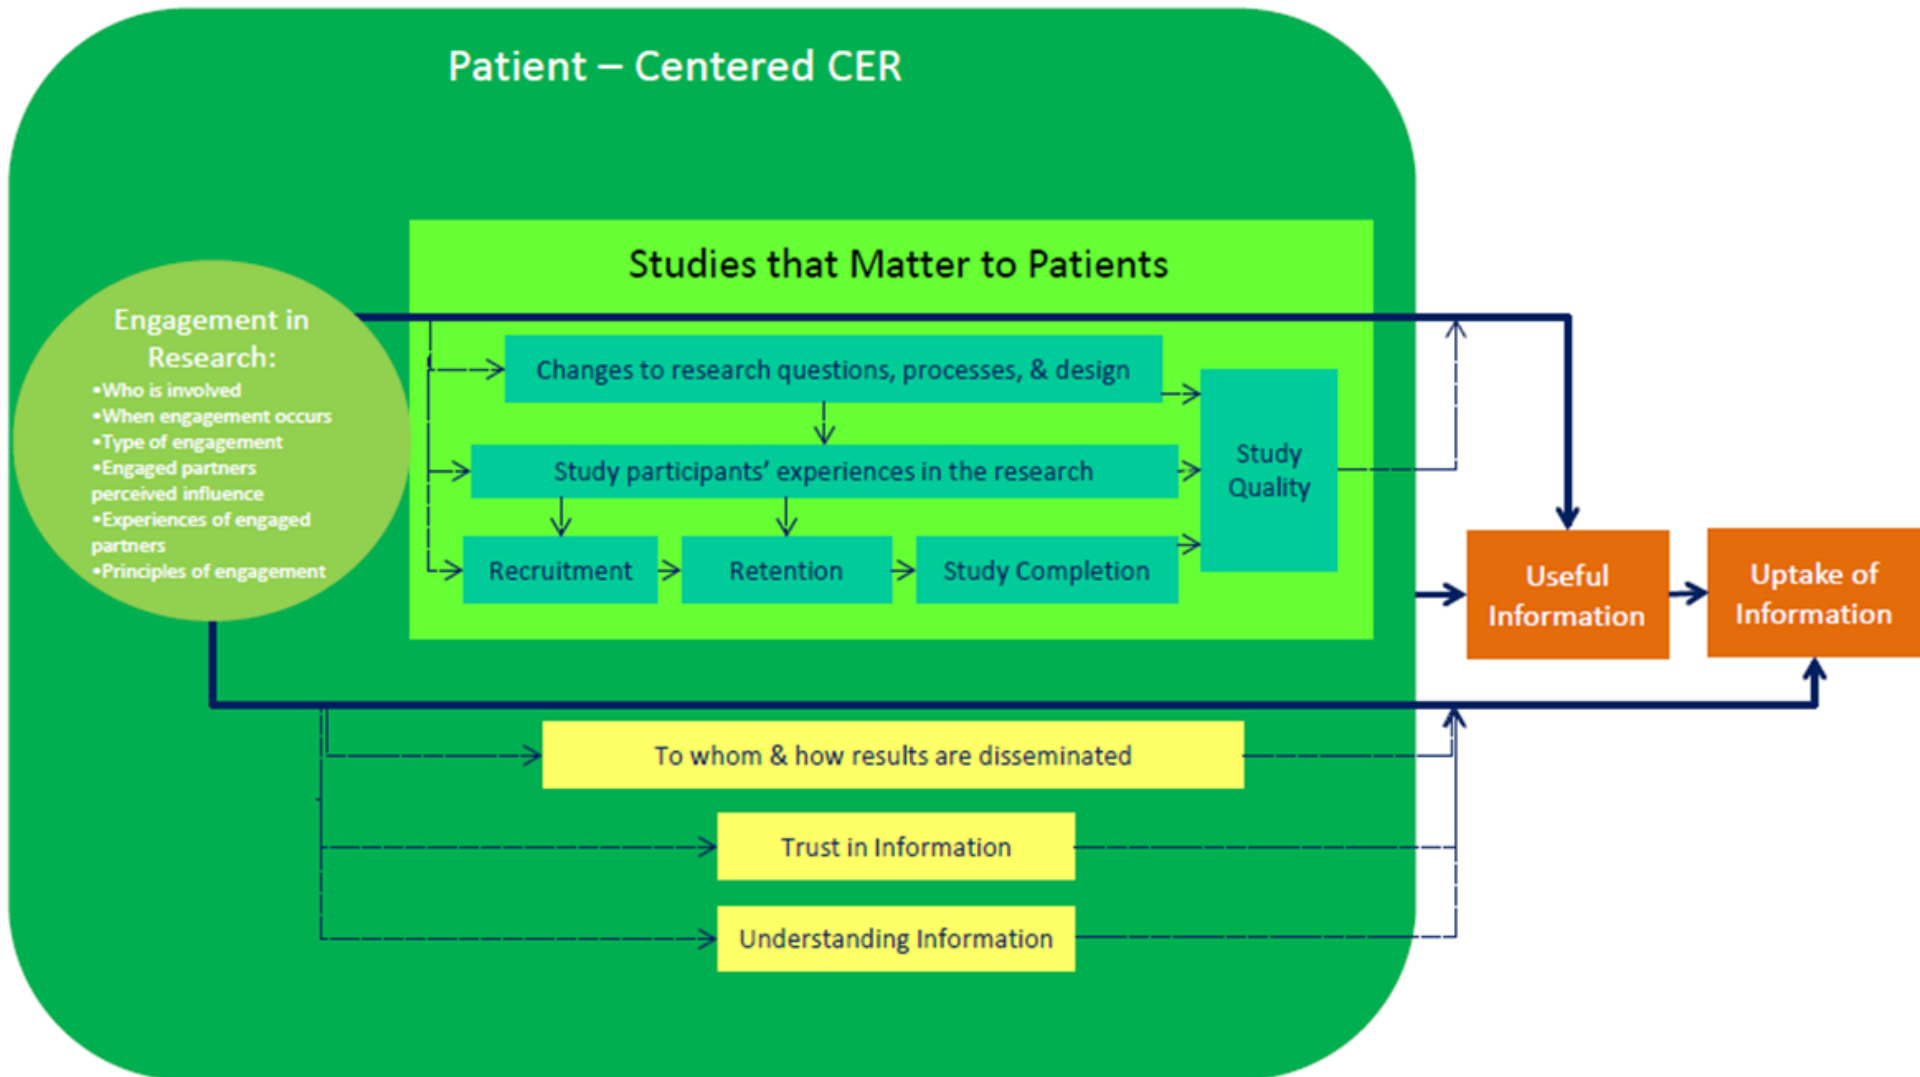 Patient – Centered CER
Studies that Matter to Patients
Engagement in
Research:
•Who is involved
•When engagement occurs
•Type of engagement
•Engaged partners
perceived influence
•Experiences of engaged
partners
•Principles of engagement
Changes to research questions, processes, & design
Study participants’ experiences in the research
Recruitment
Retention
Study Completion
Study
Quality
Useful
Information
Uptake of
Information
To whom & how results are disseminated
Trust in Information
Understanding Information